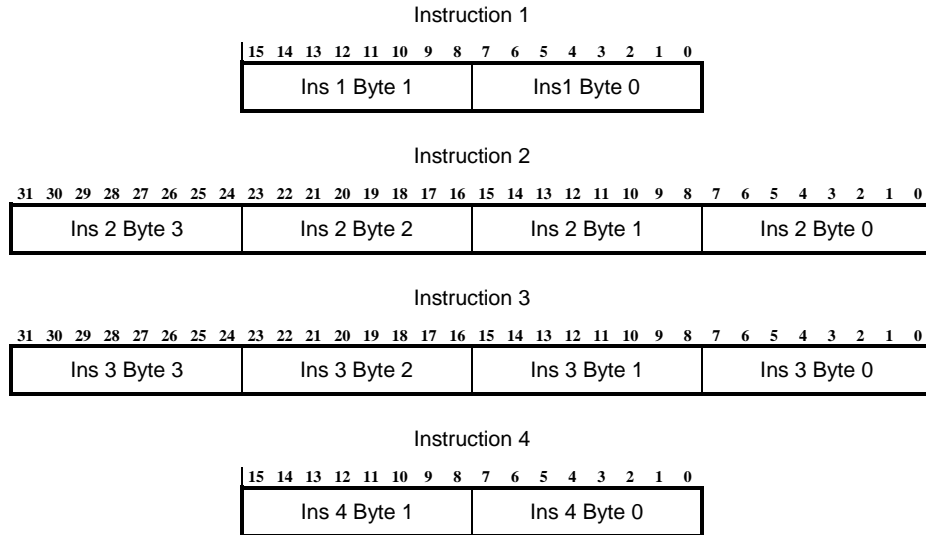 Instruction 1
15 14 13 12 11 10 9 8 7 6 5 4 3 2 1 0
Ins 1 Byte 1 Ins1 Byte 0
Instruction 2
31 30 29 28 27 26 25 24 23 22 21 20 19 18 17 16 15 14 13 12 11 10 9 8 7 6 5 4 3 2 1 0
Ins 2 Byte 3 Ins 2 Byte 2 Ins 2 Byte 1 Ins 2 Byte 0
Instruction 3
31 30 29 28 27 26 25 24 23 22 21 20 19 18 17 16 15 14 13 12 11 10 9 8 7 6 5 4 3 2 1 0
Ins 3 Byte 3 Ins 3 Byte 2 Ins 3 Byte 1 Ins 3 Byte 0
Instruction 4
15 14 13 12 11 10 9 8 7 6 5 4 3 2 1 0
Ins 4 Byte 1 Ins 4 Byte 0